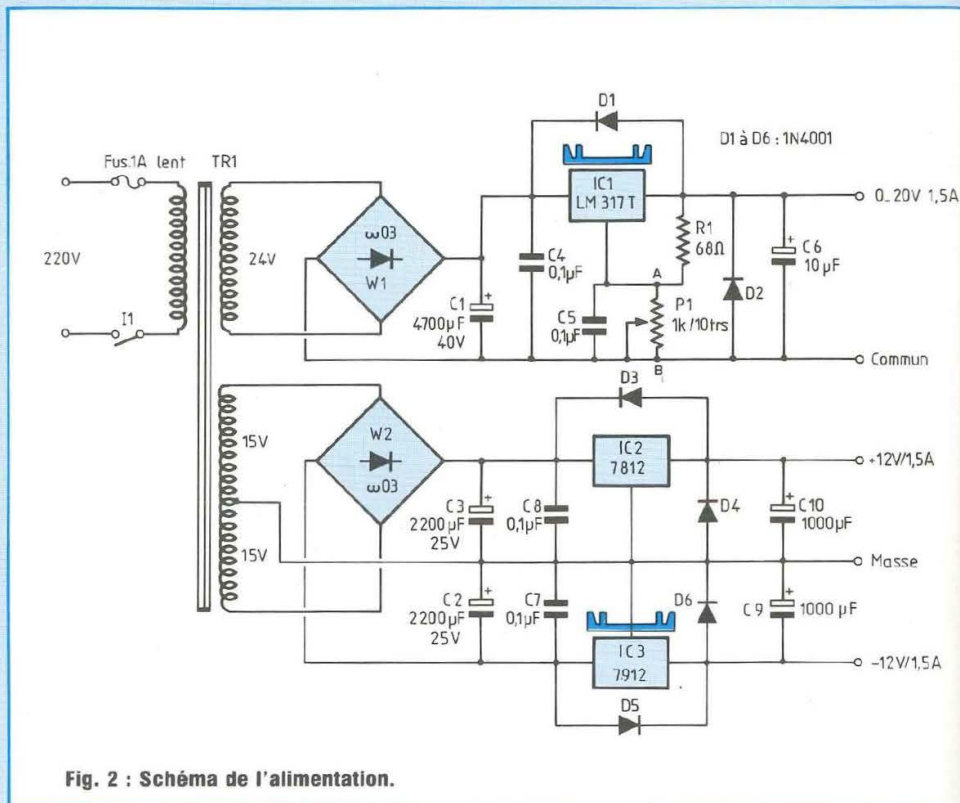 Fus.1A lent
TR1
220V
I1
24V
ω03
W1
C1
4700µF
40V
C4
0,1µF
D1
IC1
LM 317 T
D1 à D6 : 1N4001
R1
68Ω
C5
0,1µF
A
P1
1k/10trs
B
D2
+
C6
10µF
0_20V 1,5A
Commun
15V
15V
W2
ω03
+
C3
2200µF
25V
+
C2
2200µF
25V
C8
0,1µF
C7
0,1µF
D3
IC2
7812
D4
+
C10
1000µF
+12V/1,5A
Masse
IC3
7912
D6
D5
C9
+
1000µF
-12V/1,5A
Fig. 2 : Schéma de l'alimentation.